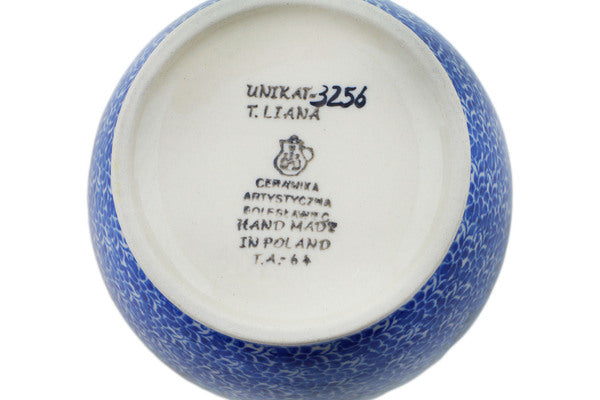 UNIKAT-3256
T. LIANA
CERAMIKA
ARTYSTYCZNA
BOLESŁAWIEC
HAND MADE
IN POLAND
T.A.-64